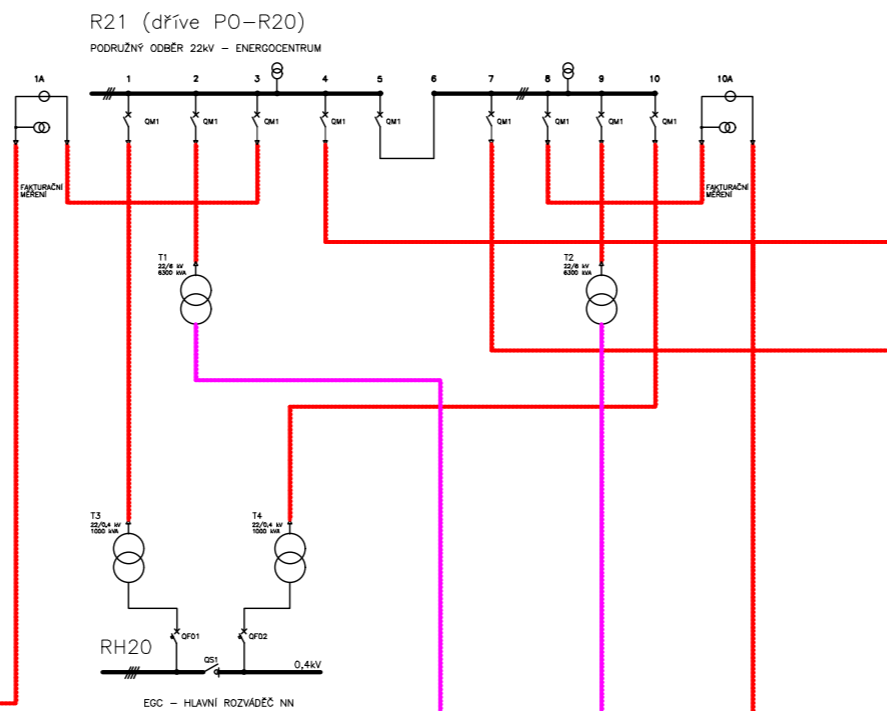 R21 (dříve PO-R20)
PODRUŽNÝ ODBĚR 22kV - ENERGOCENTRUM
1A 1 2 3 4 5 6 7 8 9 10 10A
QM1 QM1 QM1 QM1 QM1 QM1 QM1 QM1 QM1
FAKTURAČNÍ
MĚŘENÍ
FAKTURAČNÍ
MĚŘENÍ
T1
22/6 kV
6300 kVA
T2
22/6 kV
6300 kVA
T3
22/0,4 kV
1000 kVA
T4
22/0,4 kV
1000 kVA
QF01 QF02
RH20
QS1
0,4kV
EGC - HLAVNÍ ROZVÁDĚČ NN